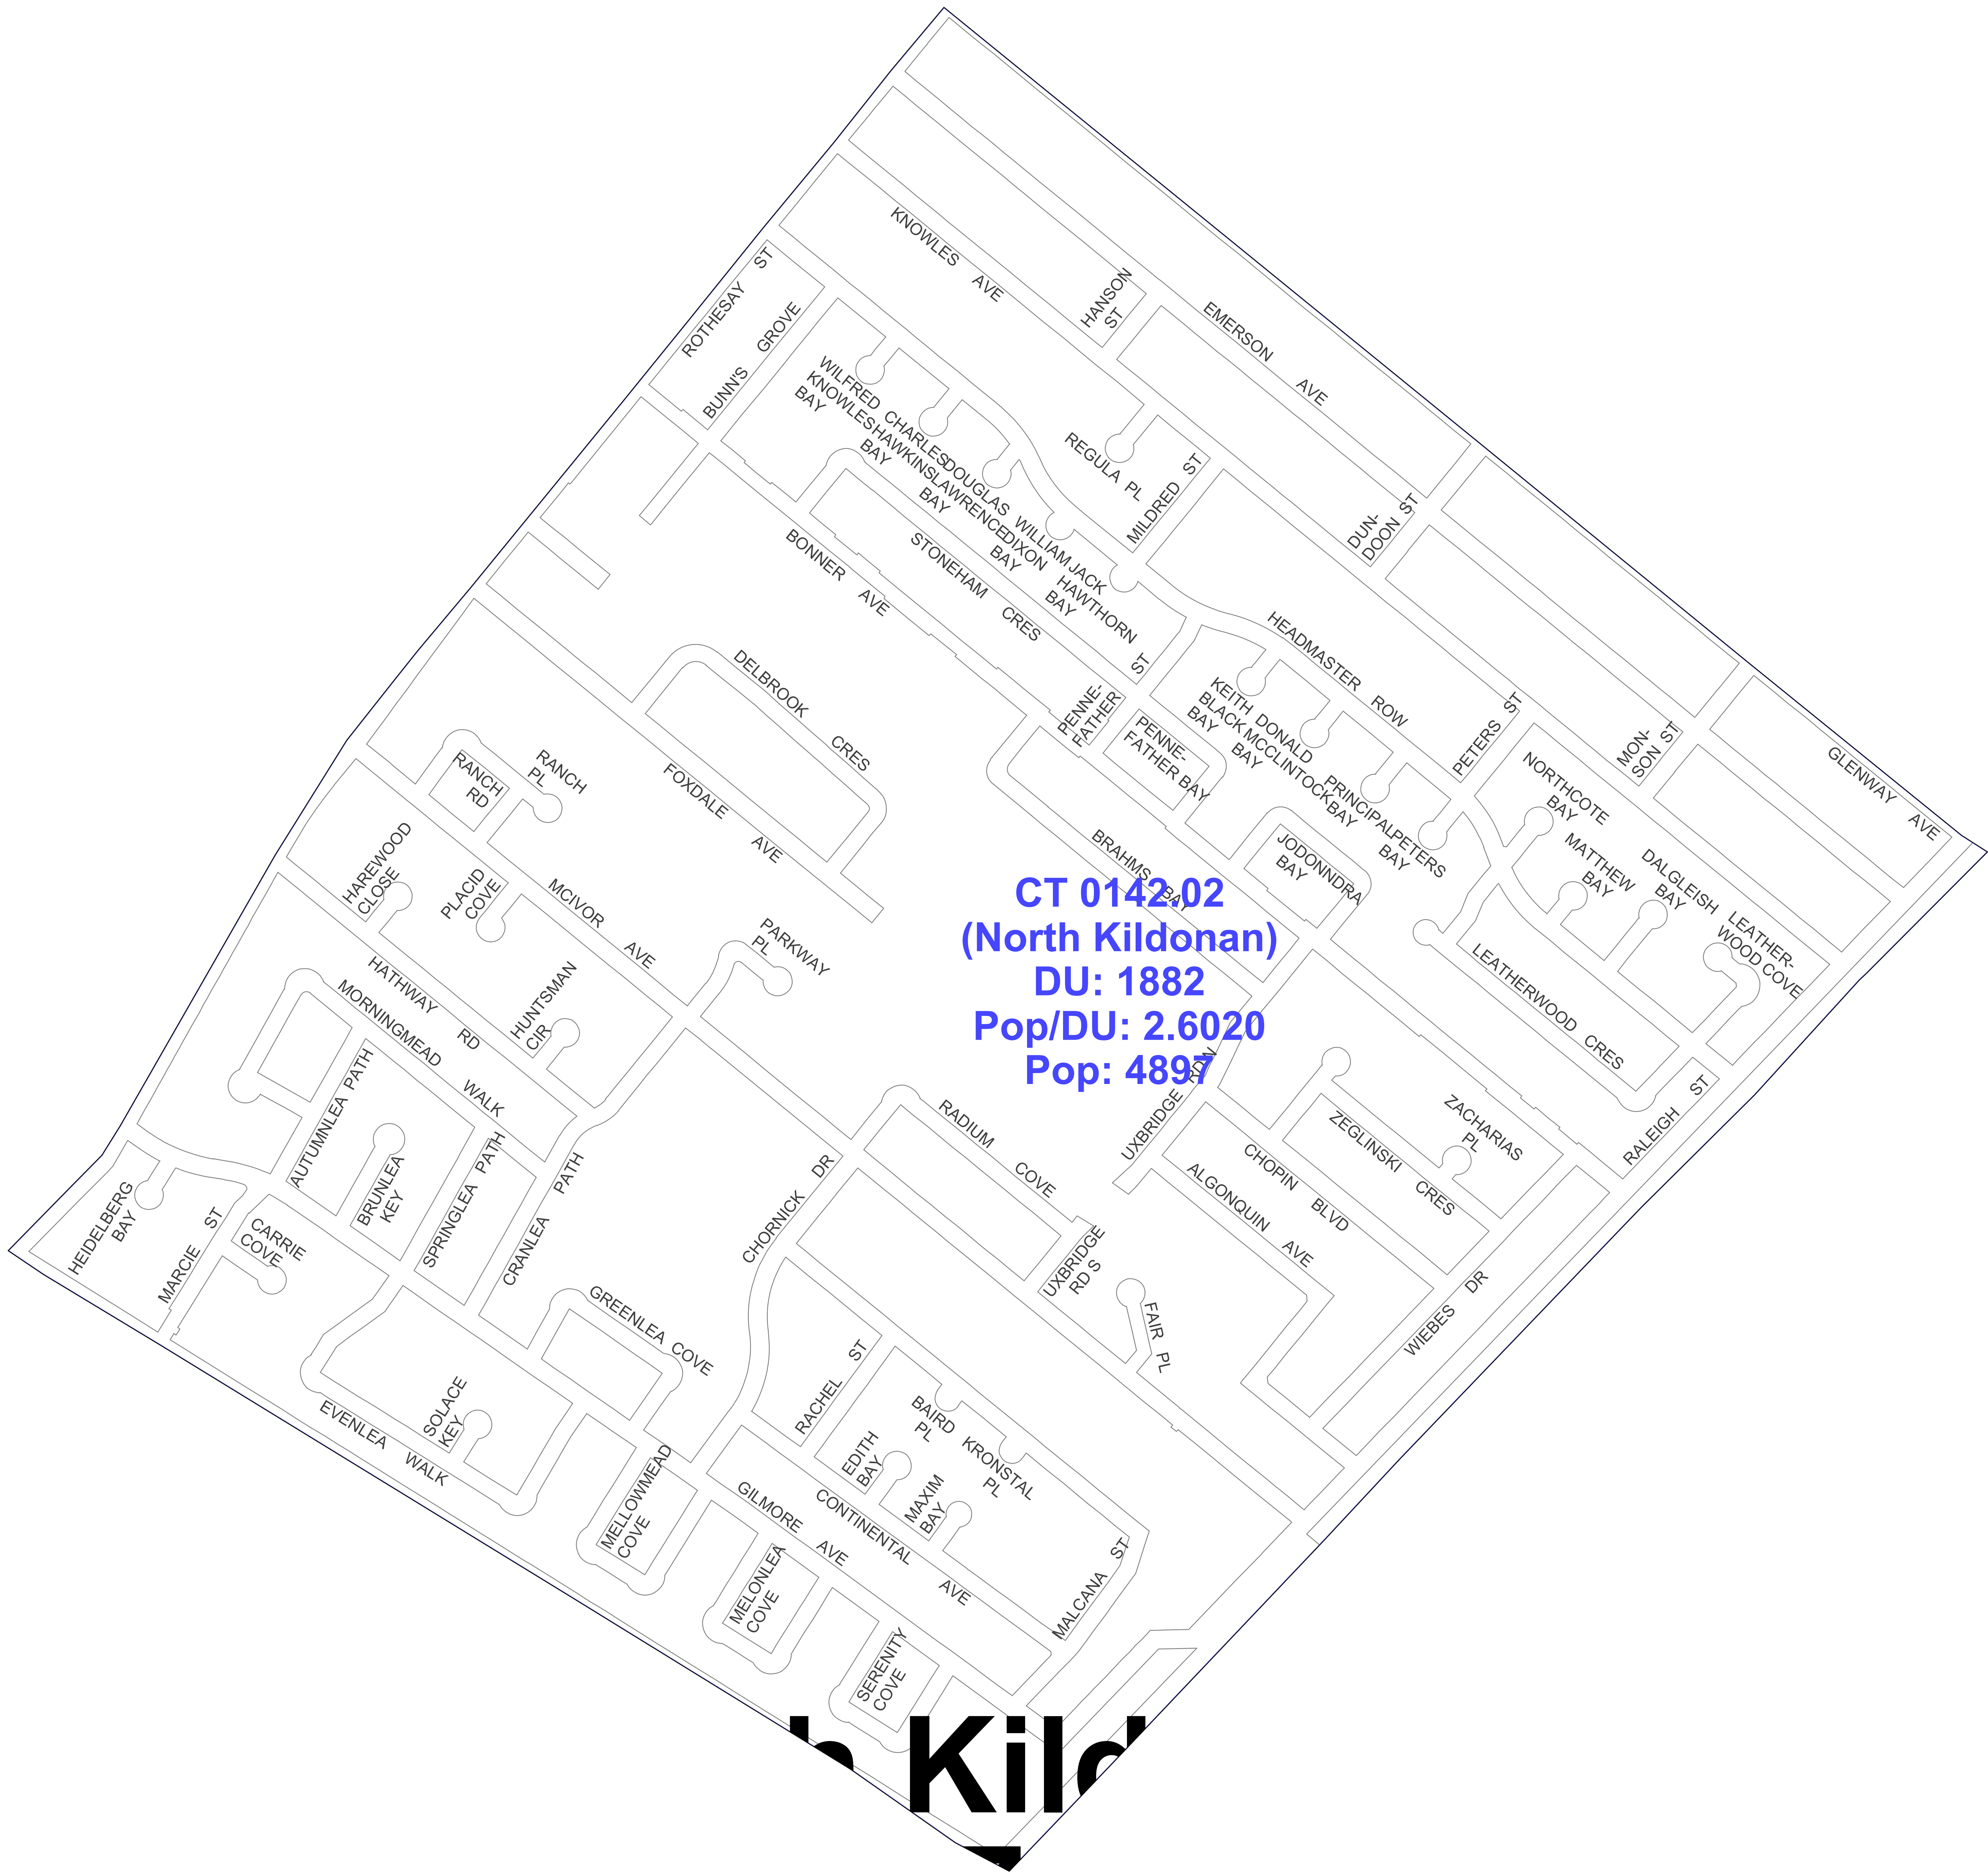 KNOWLES AVE
HANSON
ST
EMERSON AVE
ROTHESAY ST
BUNN'S GROVE
WILFRED
KNOWLES
BAY
CHARLES
HAWKINS
BAY
DOUGLAS
LAWRENCE
BAY
WILLIAM
DIXON
BAY
JACK
HAWTHORN
BAY
REGULA PL
MILDRED ST
DUN-
DOON ST
BONNER AVE
STONEHAM CRES
HEADMASTER ROW
PENNE-
FATHER
ST
PENNE-
FATHER BAY
KEITH
BLACK
BAY
DONALD
MCCLINTOCK
BAY
PRINCIPAL
BAY
PETERS
BAY
PETERS ST
MON-
SON ST
GLENWAY AVE
NORTHCOTE
BAY
MATTHEW
BAY
DALGLEISH
BAY
LEATHER-
WOOD COVE
LEATHERWOOD CRES
DELBROOK CRES
FOXDALE AVE
RANCH
PL
RANCH
RD
BRAHMS BAY
JODONNDRA
BAY
HAREWOOD
CLOSE
PLACID
COVE
MCIVOR AVE
PARKWAY
PL
CT 0142.02
(North Kildonan)
DU: 1882
Pop/DU: 2.6020
Pop: 4897
HATHWAY RD
HUNTSMAN
CIR
MORNINGMEAD WALK
AUTUMNLEA PATH
BRUNLEA
KEY
SPRINGLEA PATH
CRANLEA PATH
UXBRIDGE RD W
RADIUM COVE
UXBRIDGE
RD S
ALGONQUIN AVE
CHOPIN BLVD
ZEGLINSKI CRES
ZACHARIAS
PL
RALEIGH ST
WIEBES DR
FAIR PL
CHORNICK DR
HEIDELBERG
BAY
MARCIE ST
CARRIE
COVE
GREENLEA COVE
RACHEL ST
SOLACE
KEY
EVENLEA WALK
MELLOWMEAD
COVE
EDITH
BAY
BAIRD
PL
KRONSTAL
PL
MAXIM
BAY
GILMORE AVE
CONTINENTAL AVE
MALCANA ST
MELONLEA
COVE
SERENITY
COVE